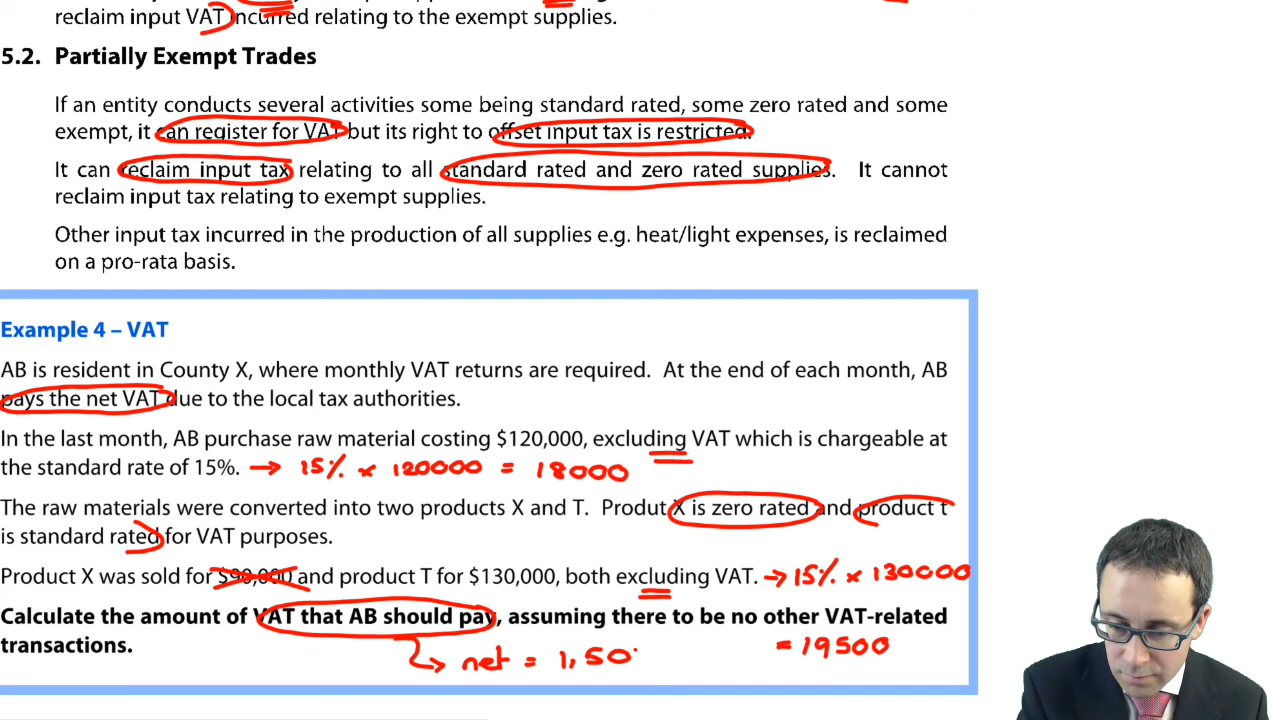 reclaim input VAT incurred relating to the exempt supplies.
5.2. Partially Exempt Trades
If an entity conducts several activities some being standard rated, some zero rated and some
exempt, it can register for VAT but its right to offset input tax is restricted.
It can reclaim input tax relating to all standard rated and zero rated supplies. It cannot
reclaim input tax relating to exempt supplies.
Other input tax incurred in the production of all supplies e.g. heat/light expenses, is reclaimed
on a pro-rata basis.
Example 4 – VAT
AB is resident in County X, where monthly VAT returns are required. At the end of each month, AB
pays the net VAT due to the local tax authorities.
In the last month, AB purchase raw material costing $120,000, excluding VAT which is chargeable at
the standard rate of 15%. → 15% × 120000 = 18000
The raw materials were converted into two products X and T. Produt X is zero rated and product t
is standard rated for VAT purposes.
Product X was sold for $90,000 and product T for $130,000, both excluding VAT. → 15% × 130000
Calculate the amount of VAT that AB should pay, assuming there to be no other VAT-related
transactions. = 19500
→ net = 1,50